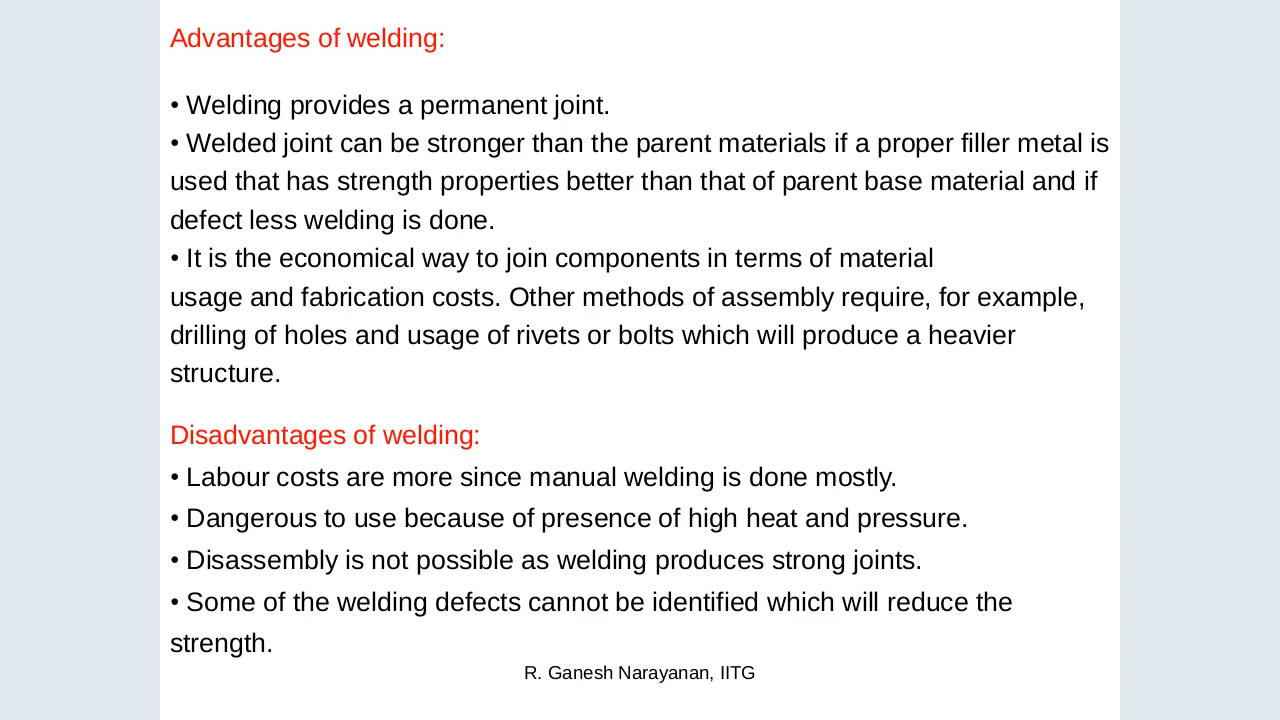 Advantages of welding:
• Welding provides a permanent joint.
• Welded joint can be stronger than the parent materials if a proper filler metal is
used that has strength properties better than that of parent base material and if
defect less welding is done.
• It is the economical way to join components in terms of material
usage and fabrication costs. Other methods of assembly require, for example,
drilling of holes and usage of rivets or bolts which will produce a heavier
structure.
Disadvantages of welding:
• Labour costs are more since manual welding is done mostly.
• Dangerous to use because of presence of high heat and pressure.
• Disassembly is not possible as welding produces strong joints.
• Some of the welding defects cannot be identified which will reduce the
strength.
R. Ganesh Narayanan, IITG